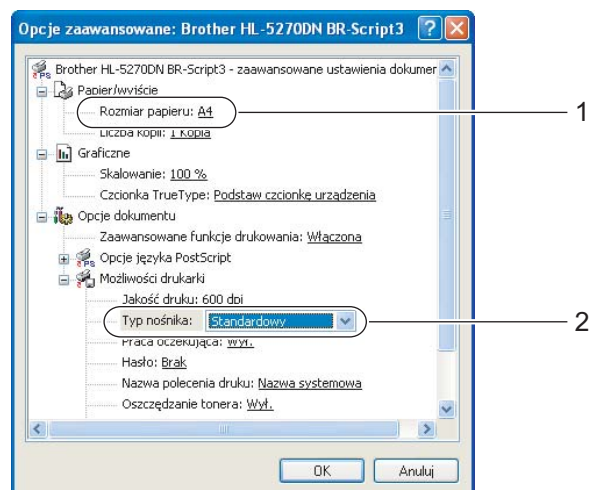 Opcje zaawansowane: Brother HL-5270DN BR-Script3
Brother HL-5270DN BR-Script3 - zaawansowane ustawienia dokumer
Papier/wyjście
Rozmiar papieru: A4
1
Liczba kopii: 1 Kopia
Graficzne
Skalowanie: 100 %
Czcionka TrueType: Podstaw czcionkę urządzenia
Opcje dokumentu
Zaawansowane funkcje drukowania: Włączona
Opcje języka PostScript
Możliwości drukarki
Jakość druku: 600 dpi
Typ nośnika: Standardowy
2
Praca oczekująca: Wył.
Hasło: Brak
Nazwa polecenia druku: Nazwa systemowa
Oszczędzanie tonera: Wył.
OK Anuluj